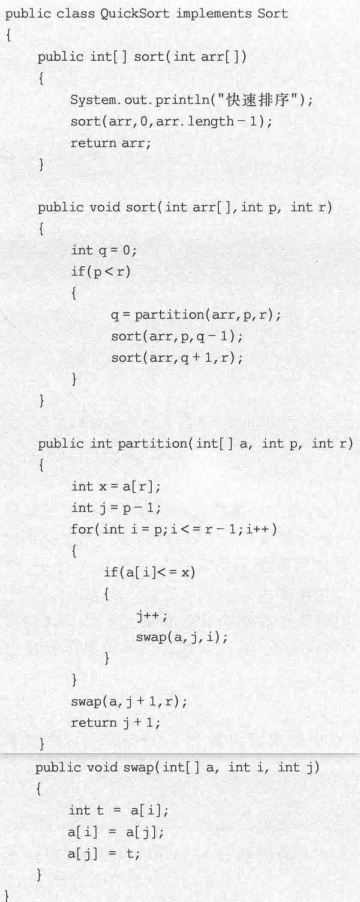 public class QuickSort implements Sort
{
    public int[] sort(int arr[])
    {
        System.out.println("快速排序");
        sort(arr,0,arr.length-1);
        return arr;
    }

    public void sort(int arr[],int p, int r)
    {
        int q=0;
        if(p<r)
        {
            q=partition(arr,p,r);
            sort(arr,p,q-1);
            sort(arr,q+1,r);
        }
    }

    public int partition(int[] a, int p, int r)
    {
        int x=a[r];
        int j=p-1;
        for(int i=p;i<=r-1;i++)
        {
            if(a[i]<=x)
            {
                j++;
                swap(a,j,i);
            }
        }
        swap(a,j+1,r);
        return j+1;
    }
    public void swap(int[] a, int i, int j)
    {
        int t = a[i];
        a[i] = a[j];
        a[j] = t;
    }
}